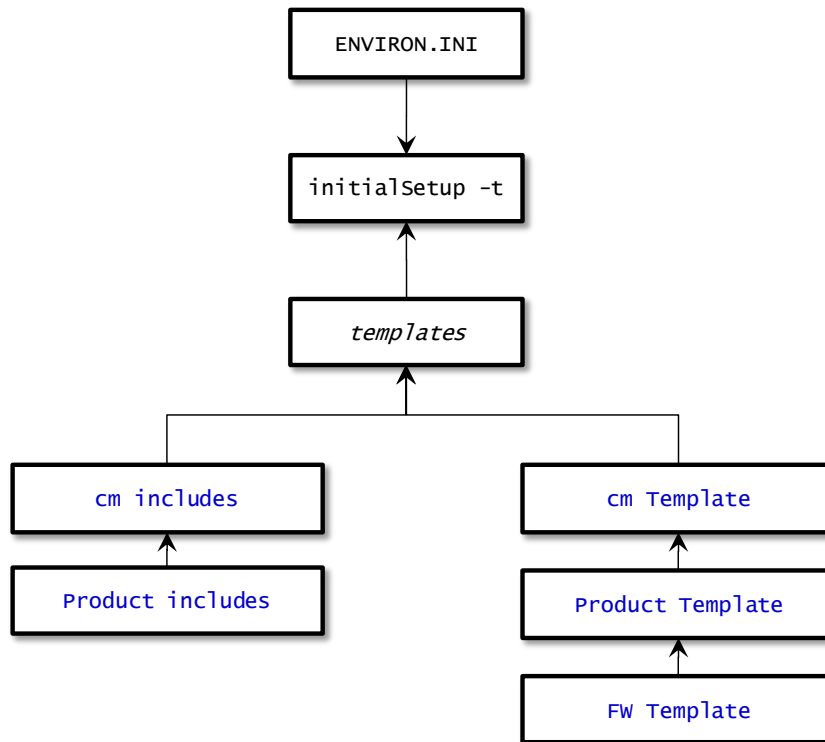 ENVIRON.INI
initialSetup -t
templates
cm includes
cm Template
Product includes
Product Template
FW Template